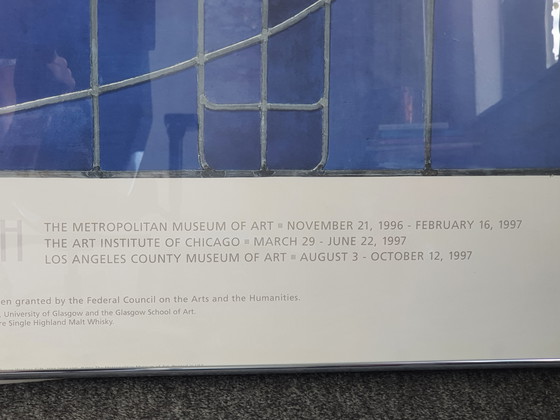 H
THE METROPOLITAN MUSEUM OF ART ▪ NOVEMBER 21, 1996 - FEBRUARY 16, 1997
THE ART INSTITUTE OF CHICAGO ▪ MARCH 29 - JUNE 22, 1997
LOS ANGELES COUNTY MUSEUM OF ART ▪ AUGUST 3 - OCTOBER 12, 1997
en granted by the Federal Council on the Arts and the Humanities.
, University of Glasgow and the Glasgow School of Art.
re Single Highland Malt Whisky.